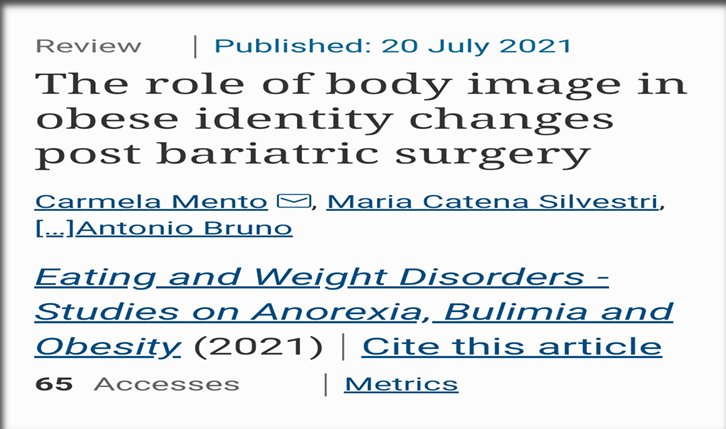 Review | Published: 20 July 2021
The role of body image in
obese identity changes
post bariatric surgery
Carmela Mento, Maria Catena Silvestri,
[...]Antonio Bruno
Eating and Weight Disorders -
Studies on Anorexia, Bulimia and
Obesity (2021) | Cite this article
65 Accesses | Metrics